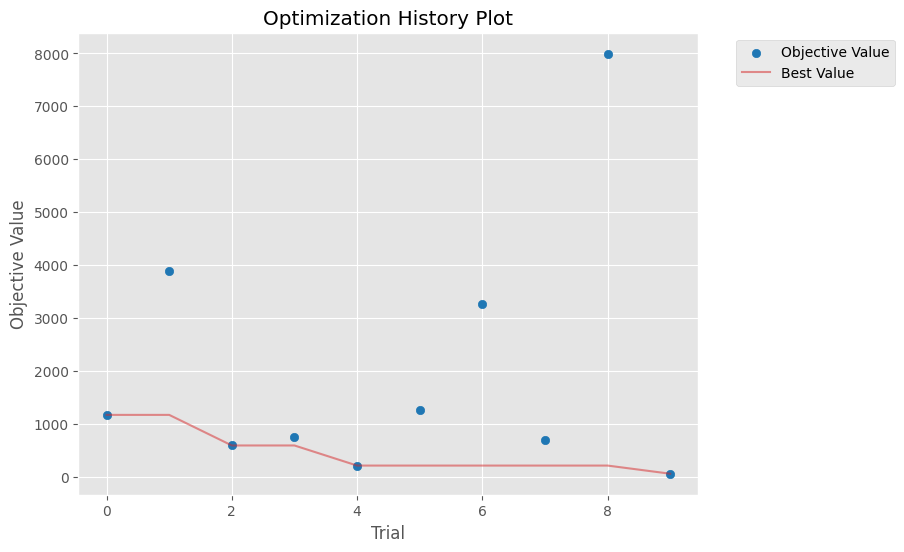 Optimization History Plot
Objective Value
Best Value
8000
7000
6000
5000
4000
3000
2000
1000
0
Objective Value
0 2 4 6 8
Trial